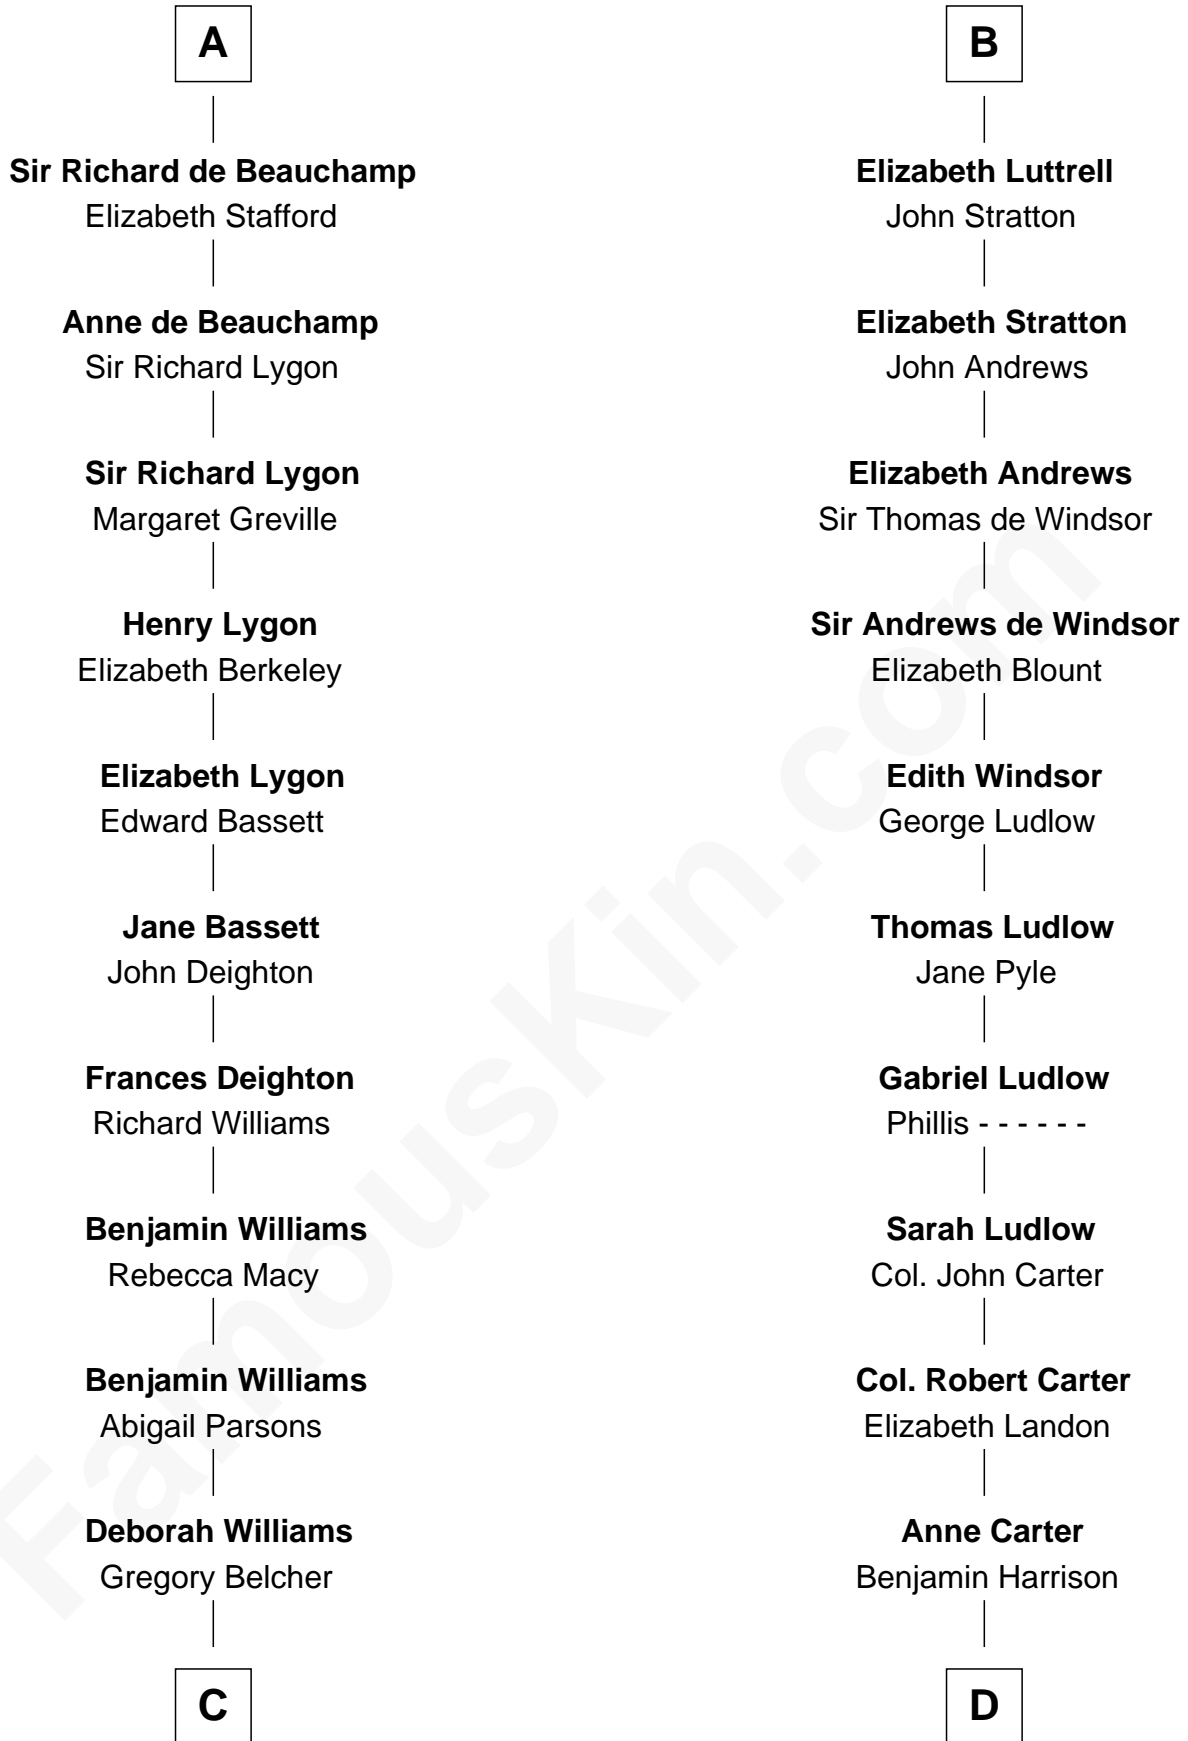 A
Sir Richard de Beauchamp
Elizabeth Stafford
Anne de Beauchamp
Sir Richard Lygon
Sir Richard Lygon
Margaret Greville
Henry Lygon
Elizabeth Berkeley
Elizabeth Lygon
Edward Bassett
Jane Bassett
John Deighton
Frances Deighton
Richard Williams
Benjamin Williams
Rebecca Macy
Benjamin Williams
Abigail Parsons
Deborah Williams
Gregory Belcher
C
B
Elizabeth Luttrell
John Stratton
Elizabeth Stratton
John Andrews
Elizabeth Andrews
Sir Thomas de Windsor
Sir Andrews de Windsor
Elizabeth Blount
Edith Windsor
George Ludlow
Thomas Ludlow
Jane Pyle
Gabriel Ludlow
Phillis - - - - - -
Sarah Ludlow
Col. John Carter
Col. Robert Carter
Elizabeth Landon
Anne Carter
Benjamin Harrison
D
FamousKin.com